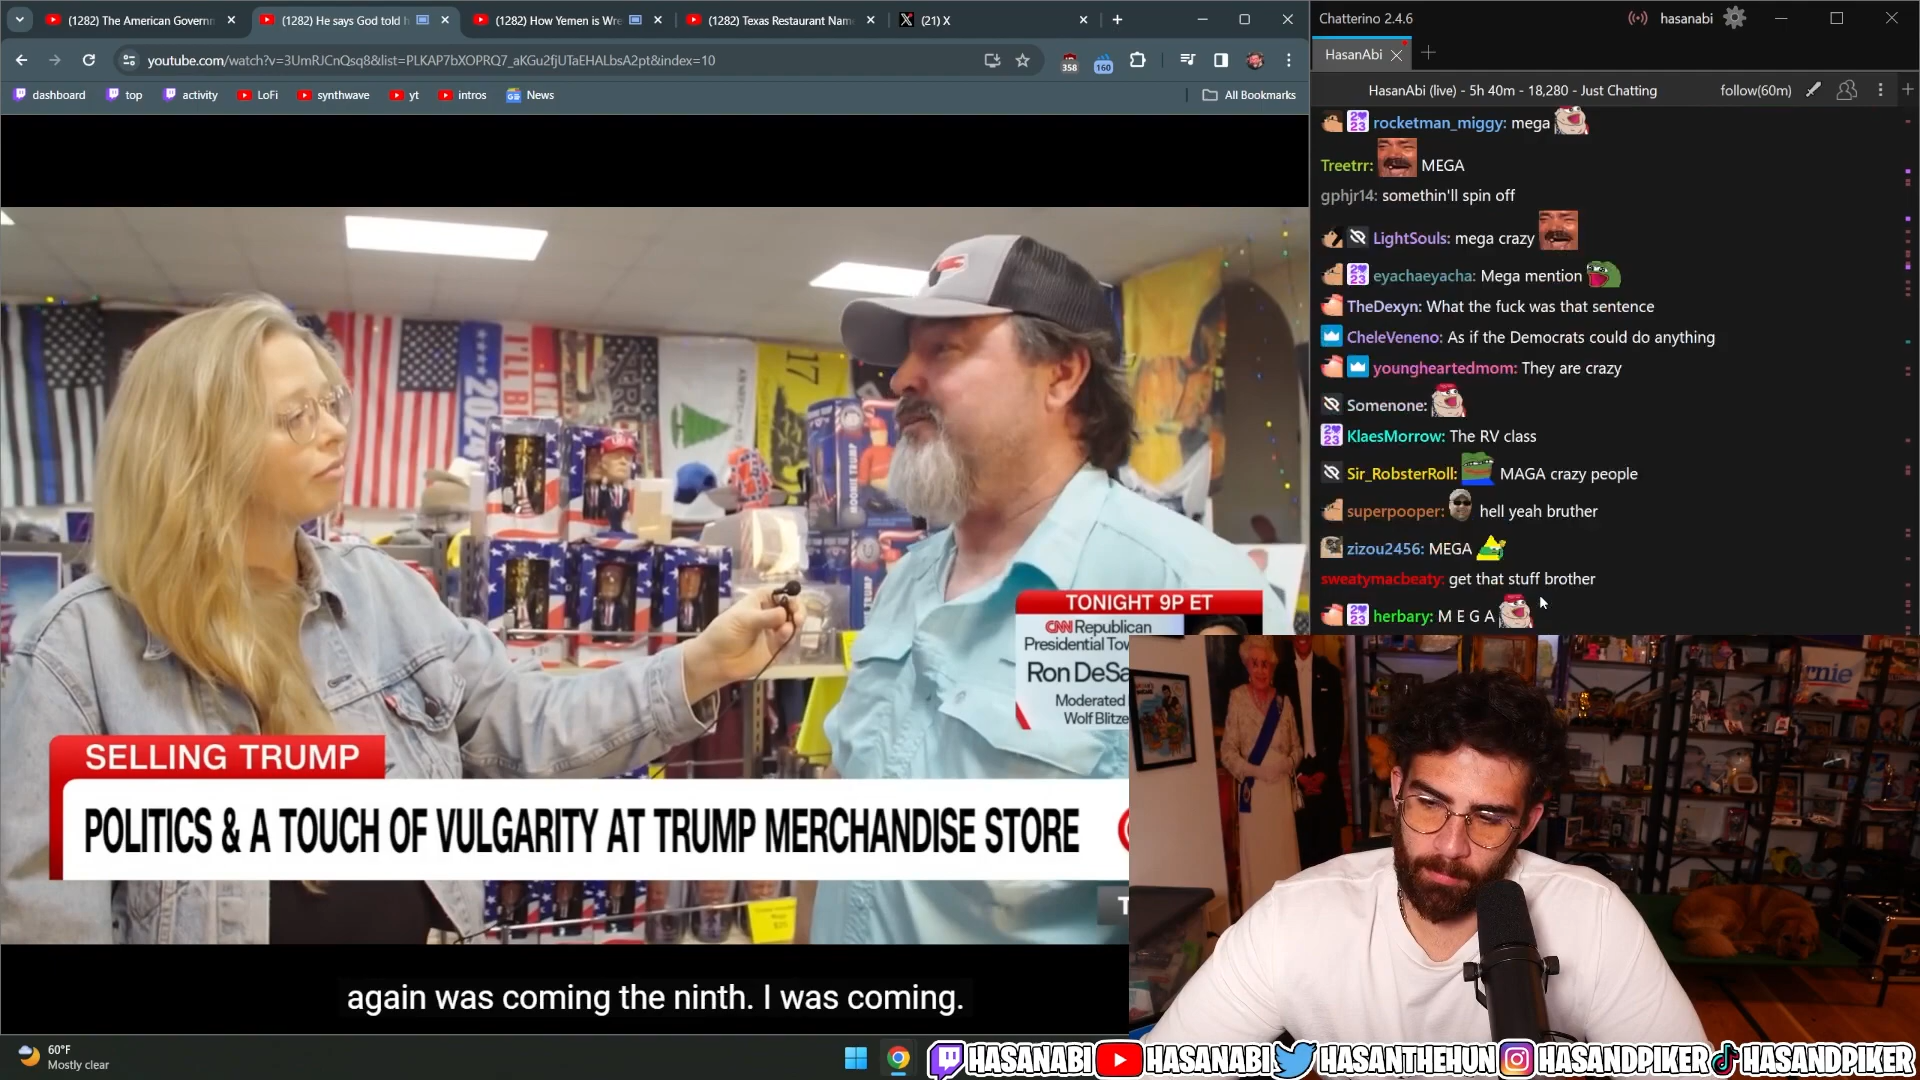 (1282) The American Governm
(1282) He says God told h
(1282) How Yemen is Wre
(1282) Texas Restaurant Nam
(21) X
youtube.com/watch?v=3UmRJCnQsq8&list=PLKAP7bXOPRQ7_aKGu2fjUTaEHALbsA2pt&index=10
358
160
dashboard
top
activity
LoFi
synthwave
yt
intros
News
All Bookmarks
2024
17
SELLING TRUMP
POLITICS & A TOUCH OF VULGARITY AT TRUMP MERCHANDISE STORE
TONIGHT 9P ET
CNN Republican
Presidential Tow
Ron DeSa
Moderated
Wolf Blitze
again was coming the ninth. I was coming.
Chatterino 2.4.6
hasanabi
HasanAbi
HasanAbi (live) - 5h 40m - 18,280 - Just Chatting
follow(60m)
rocketman_miggy: mega
Treetrr: MEGA
gphjr14: somethin'll spin off
LightSouls: mega crazy
eyachaeyacha: Mega mention
TheDexyn: What the fuck was that sentence
CheleVeneno: As if the Democrats could do anything
youngheartedmom: They are crazy
Somenone:
KlaesMorrow: The RV class
Sir_RobsterRoll: MAGA crazy people
superpooper: hell yeah bruther
zizou2456: MEGA
sweatymacbeaty: get that stuff brother
herbary: M E G A
60°F
Mostly clear
HASANABI
HASANABI
HASANTHEHUN
HASANDPIKER
HASANDPIKER